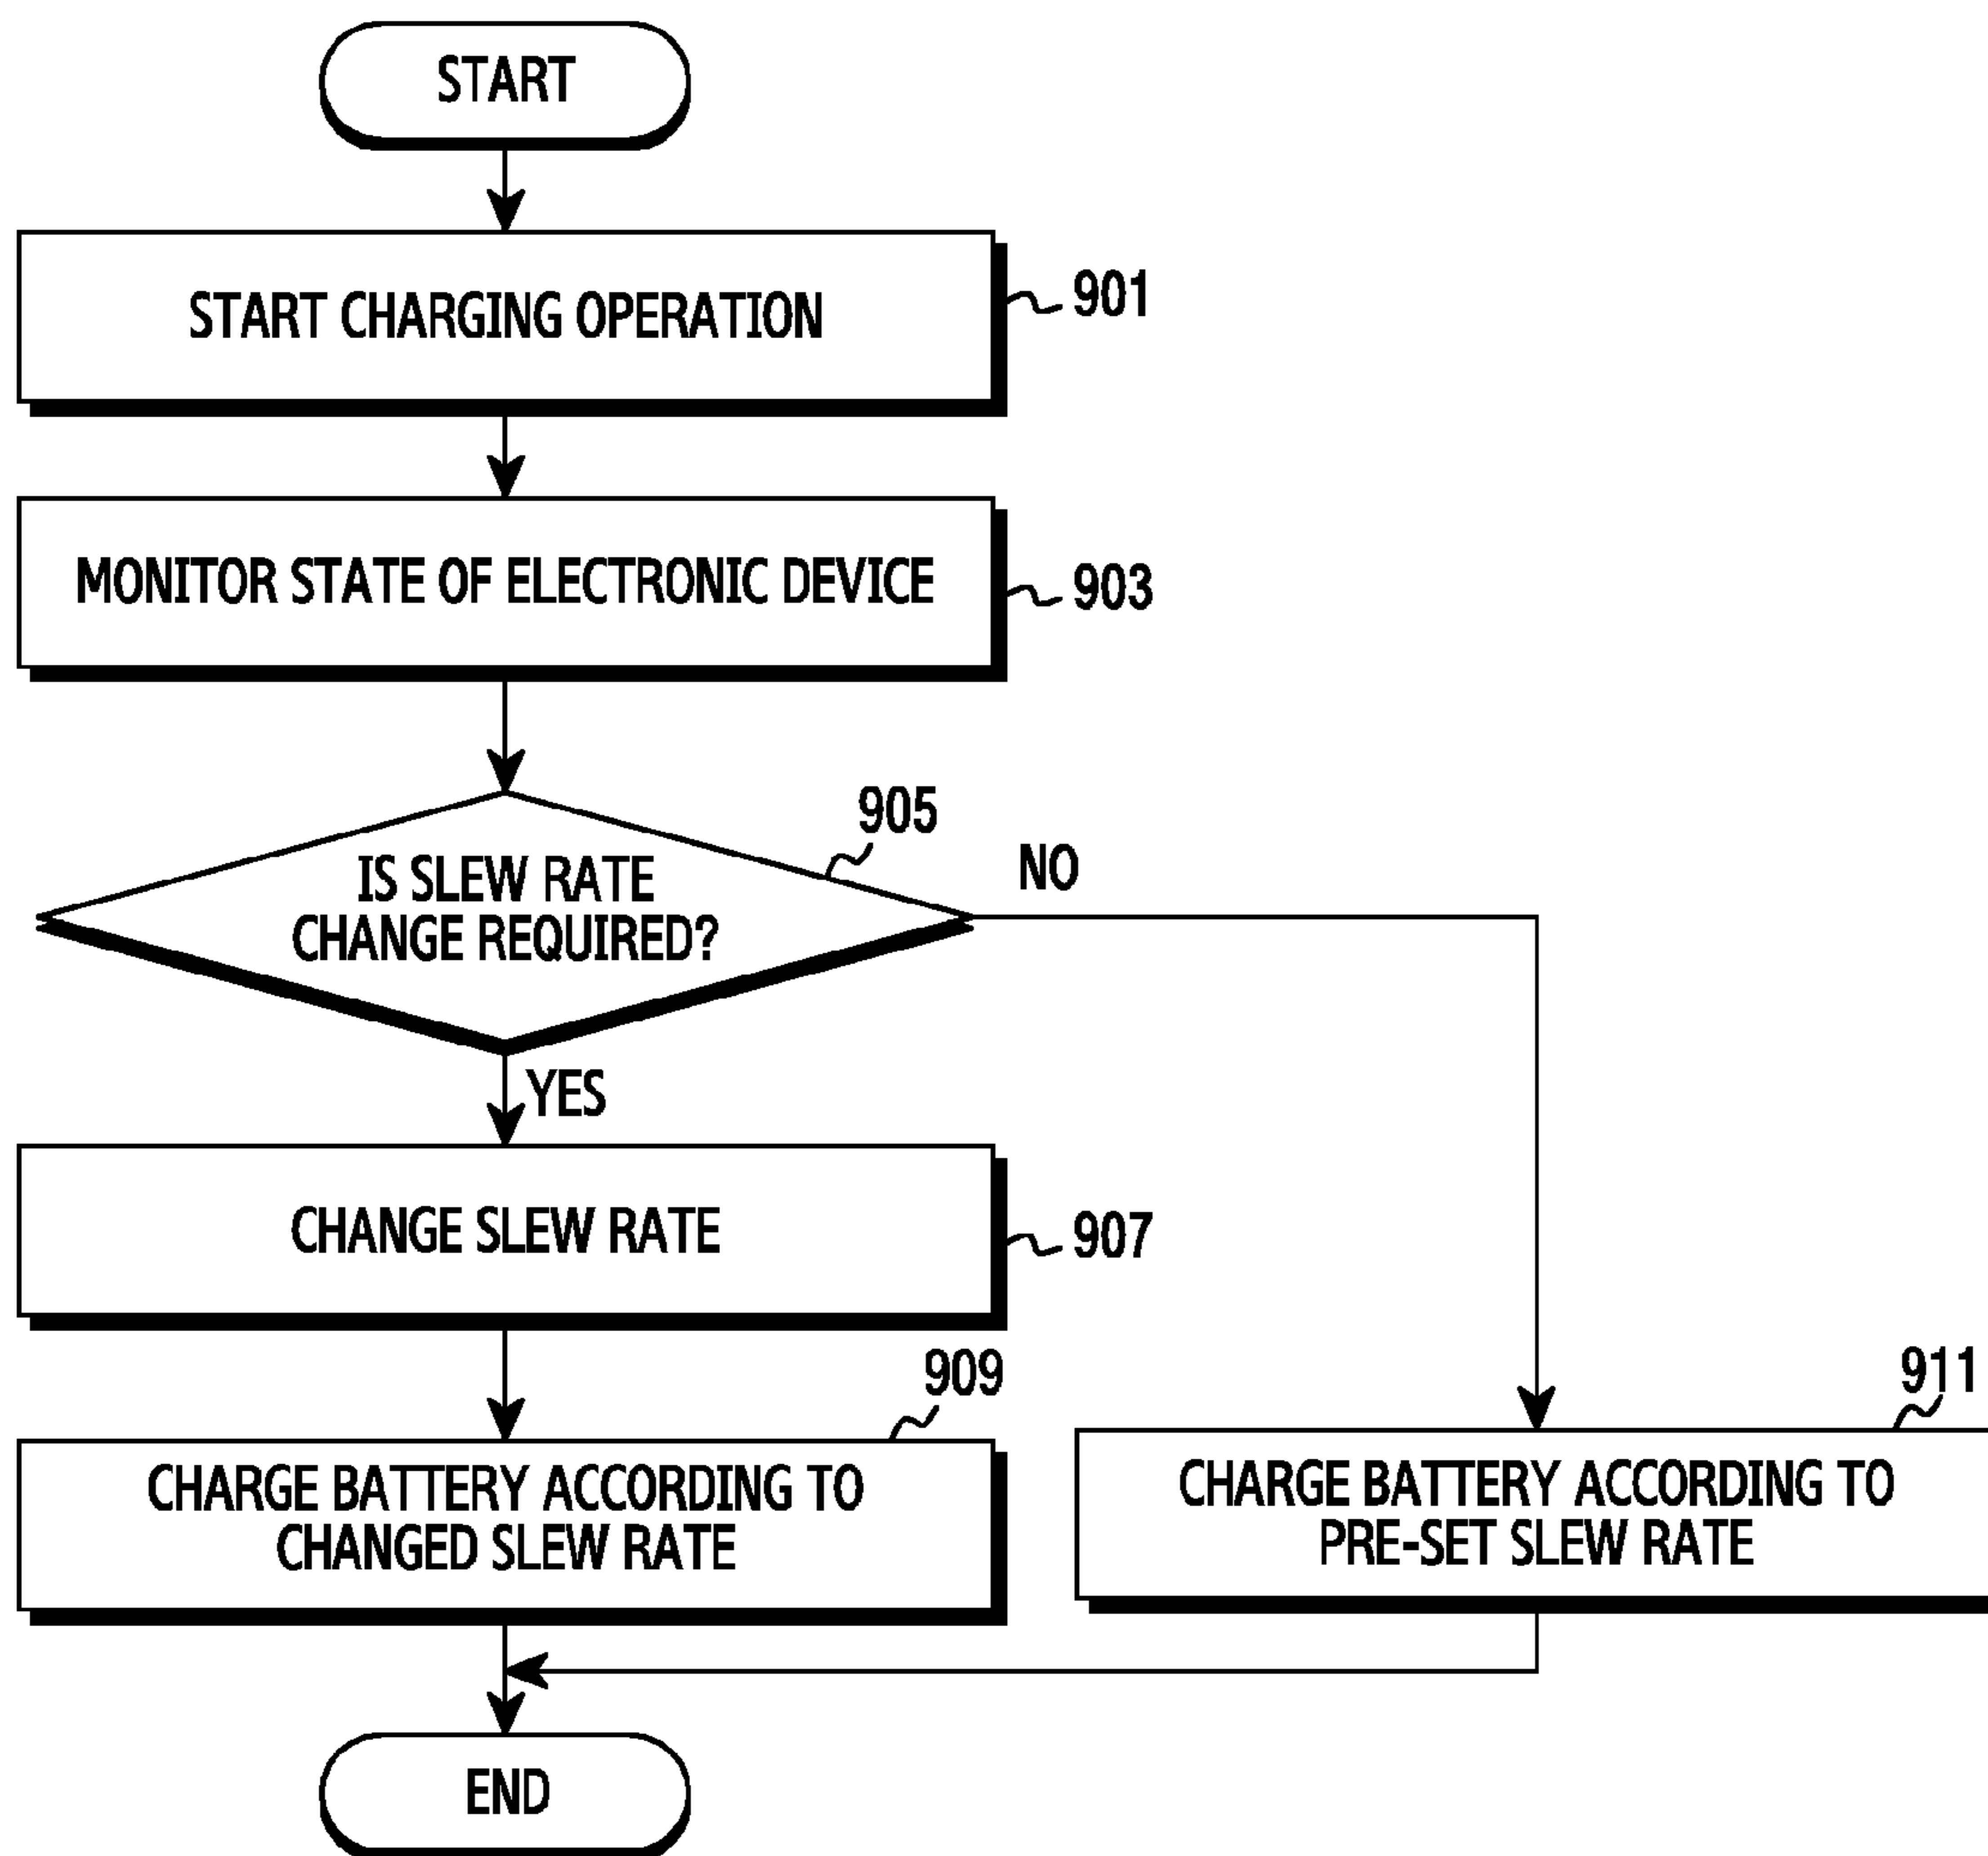 START
START CHARGING OPERATION
901
MONITOR STATE OF ELECTRONIC DEVICE
903
905
IS SLEW RATE
CHANGE REQUIRED?
NO
YES
CHANGE SLEW RATE
907
909
CHARGE BATTERY ACCORDING TO
CHANGED SLEW RATE
911
CHARGE BATTERY ACCORDING TO
PRE-SET SLEW RATE
END